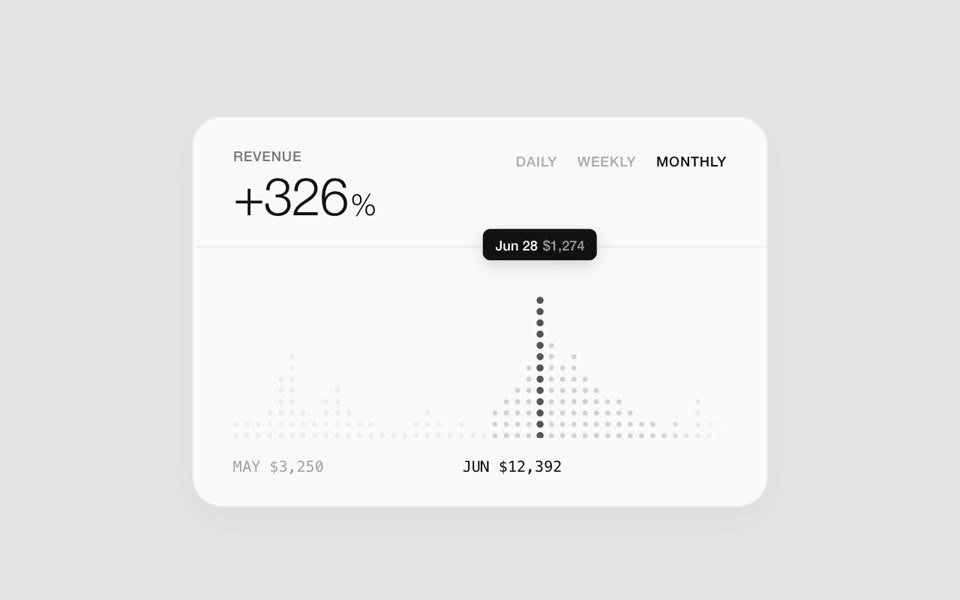 REVENUE
DAILY WEEKLY MONTHLY
+326%
Jun 28 $1,274
MAY $3,250
JUN $12,392